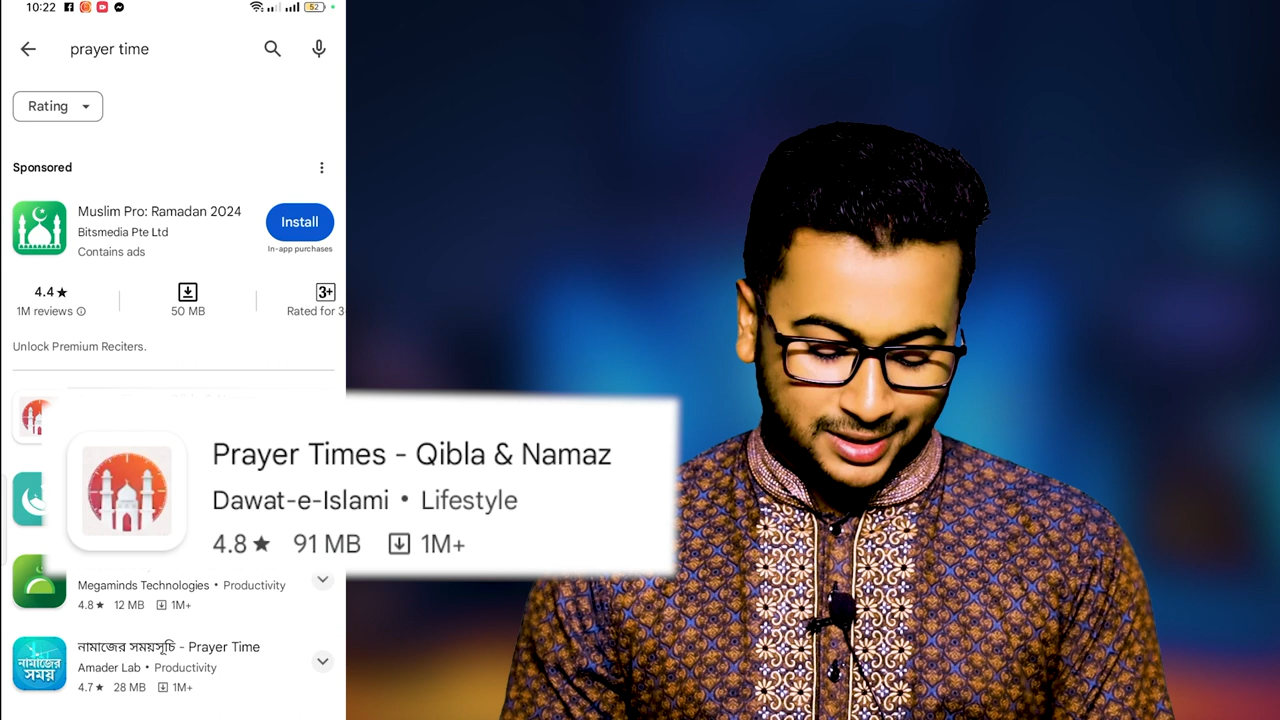 10:22
52
prayer time
Rating
Sponsored
Muslim Pro: Ramadan 2024
Bitsmedia Pte Ltd
Contains ads
Install
In-app purchases
4.4★
1M reviews
50 MB
3+
Rated for 3
Unlock Premium Reciters.
Prayer Times - Qibla & Namaz
Dawat-e-Islami • Lifestyle
4.8★ 91 MB 1M+
Megaminds Technologies • Productivity
4.8★ 12 MB 1M+
নামাজের সময়
নামাজের সময়সূচি - Prayer Time
Amader Lab • Productivity
4.7★ 28 MB 1M+